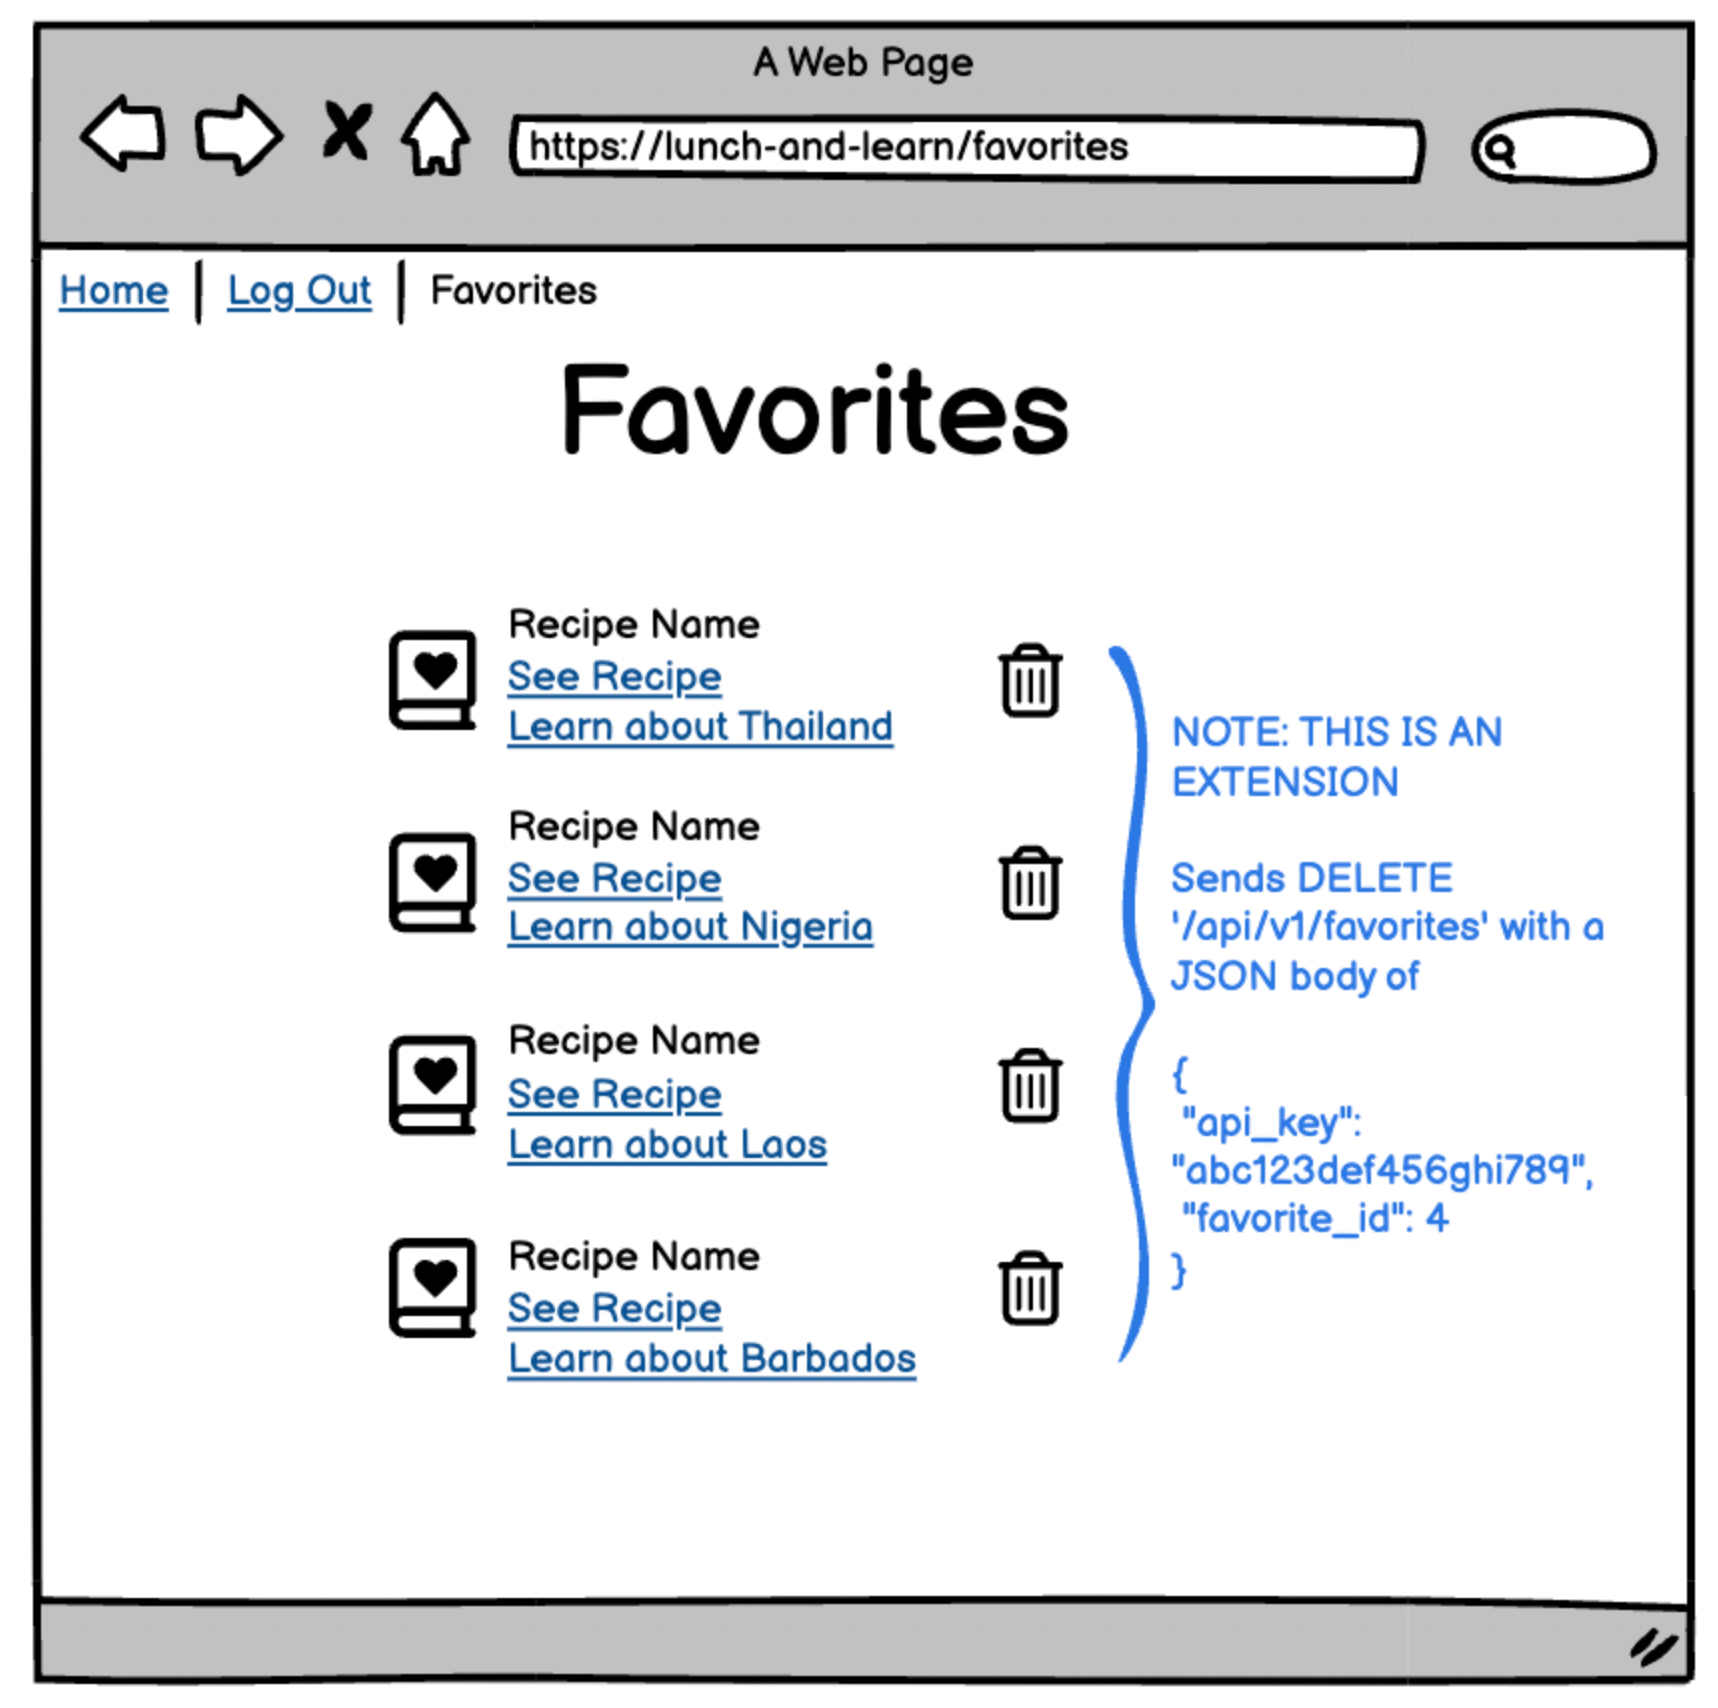 A Web Page
https://lunch-and-learn/favorites
Home | Log Out | Favorites
Favorites
Recipe Name
See Recipe
Learn about Thailand
Recipe Name
See Recipe
Learn about Nigeria
Recipe Name
See Recipe
Learn about Laos
Recipe Name
See Recipe
Learn about Barbados
NOTE: THIS IS AN
EXTENSION
Sends DELETE
'/api/v1/favorites' with a
JSON body of
{
"api_key":
"abc123def456ghi789",
"favorite_id": 4
}